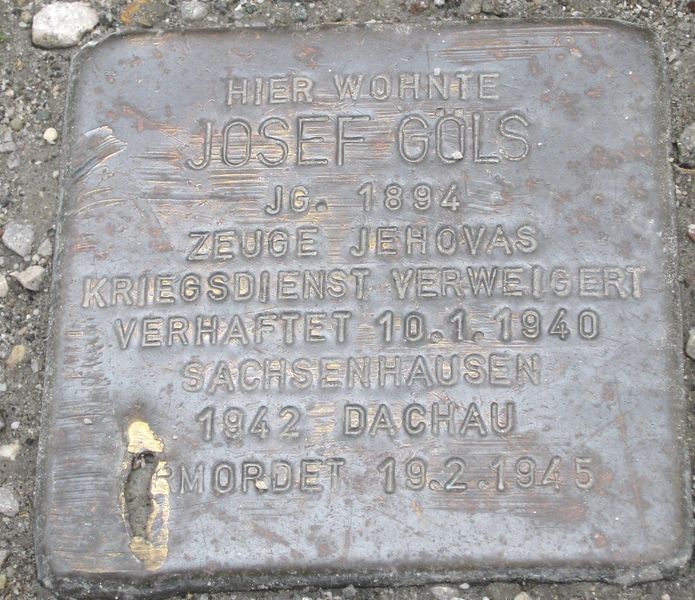 HIER WOHNTE
JOSEF GÖLS
JG. 1894
ZEUGE JEHOVAS
KRIEGSDIENST VERWEIGERT
VERHAFTET 10.1.1940
SACHSENHAUSEN
1942 DACHAU
ERMORDET 19.2.1945